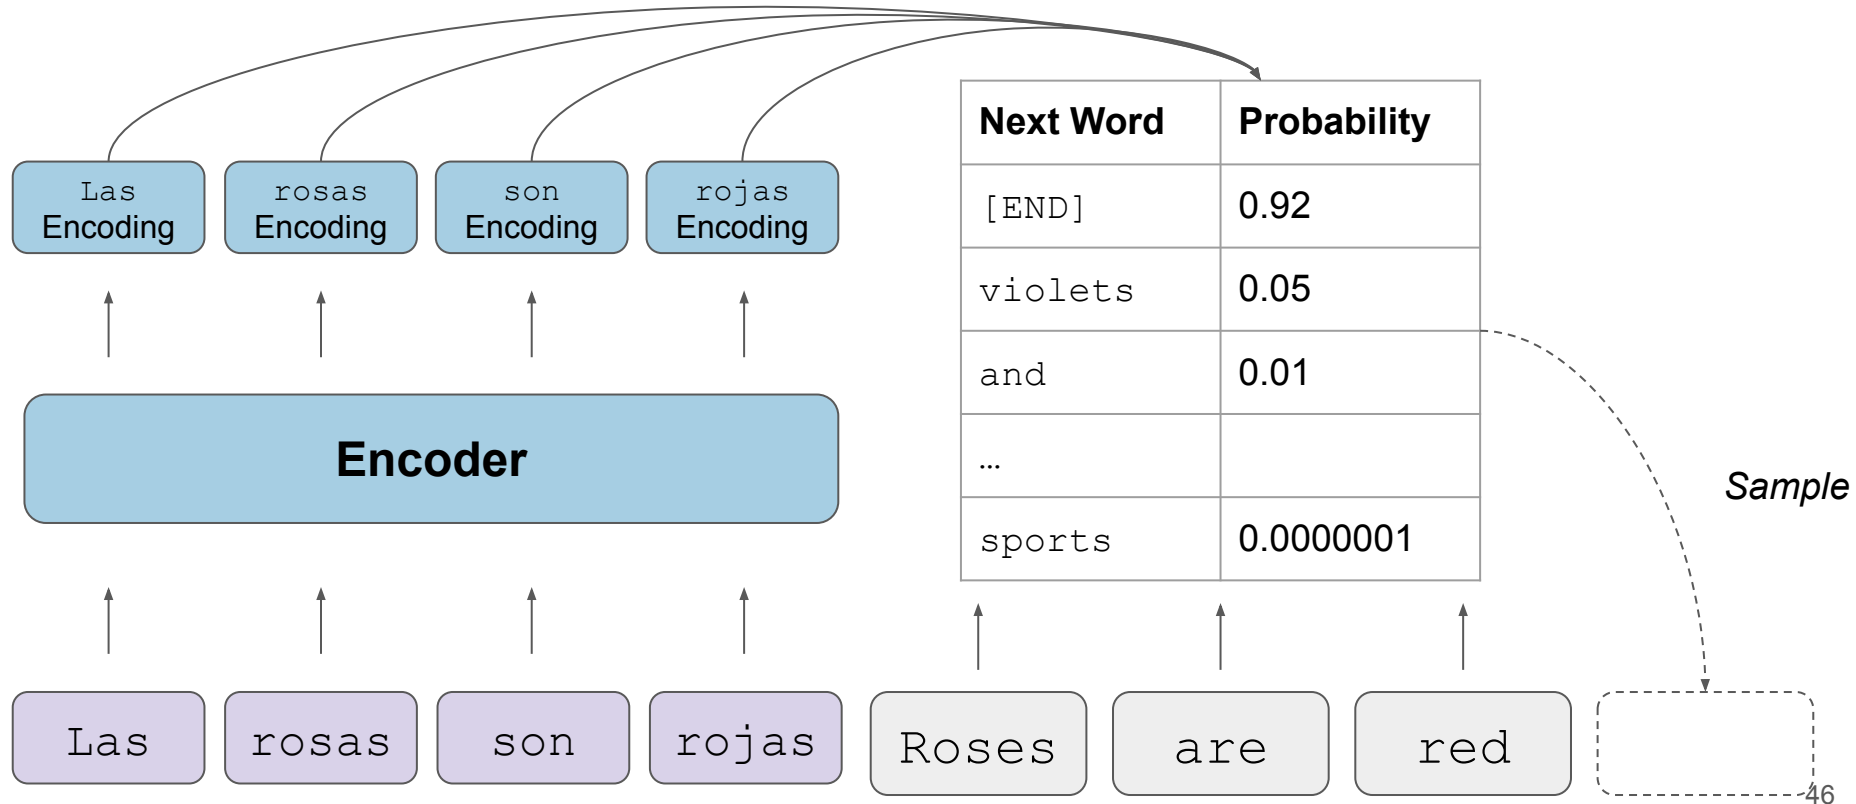 Las
Encoding
rosas
Encoding
son
Encoding
rojas
Encoding
Next Word Probability
[END] 0.92
violets 0.05
and 0.01
…
sports 0.0000001
Encoder
Sample
Las rosas son rojas Roses are red
46